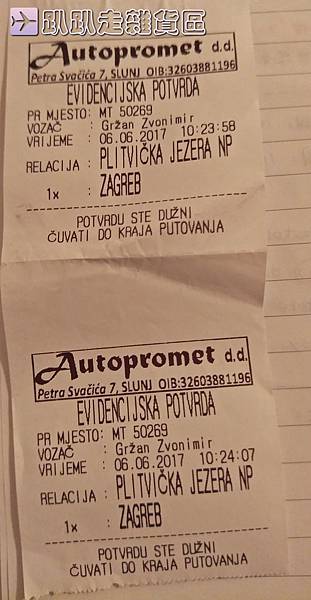 趴趴走雜貨區
Autopromet d.d.
Petra Svačića 7, SLUNJ OIB:32603881196
EVIDENCIJSKA POTVRDA
PR MJESTO: MT 50269
VOZAČ : Gržan Zvonimir
VRIJEME : 06.06.2017 10:23:58
RELACIJA : PLITVIČKA JEZERA NP
1x : ZAGREB
POTVRDU STE DUŽNI
ČUVATI DO KRAJA PUTOVANJA
Autopromet d.d.
Petra Svačića 7, SLUNJ OIB:32603881196
EVIDENCIJSKA POTVRDA
PR MJESTO: MT 50269
VOZAČ : Gržan Zvonimir
VRIJEME : 06.06.2017 10:24:07
RELACIJA : PLITVIČKA JEZERA NP
1x : ZAGREB
POTVRDU STE DUŽNI
ČUVATI DO KRAJA PUTOVANJA